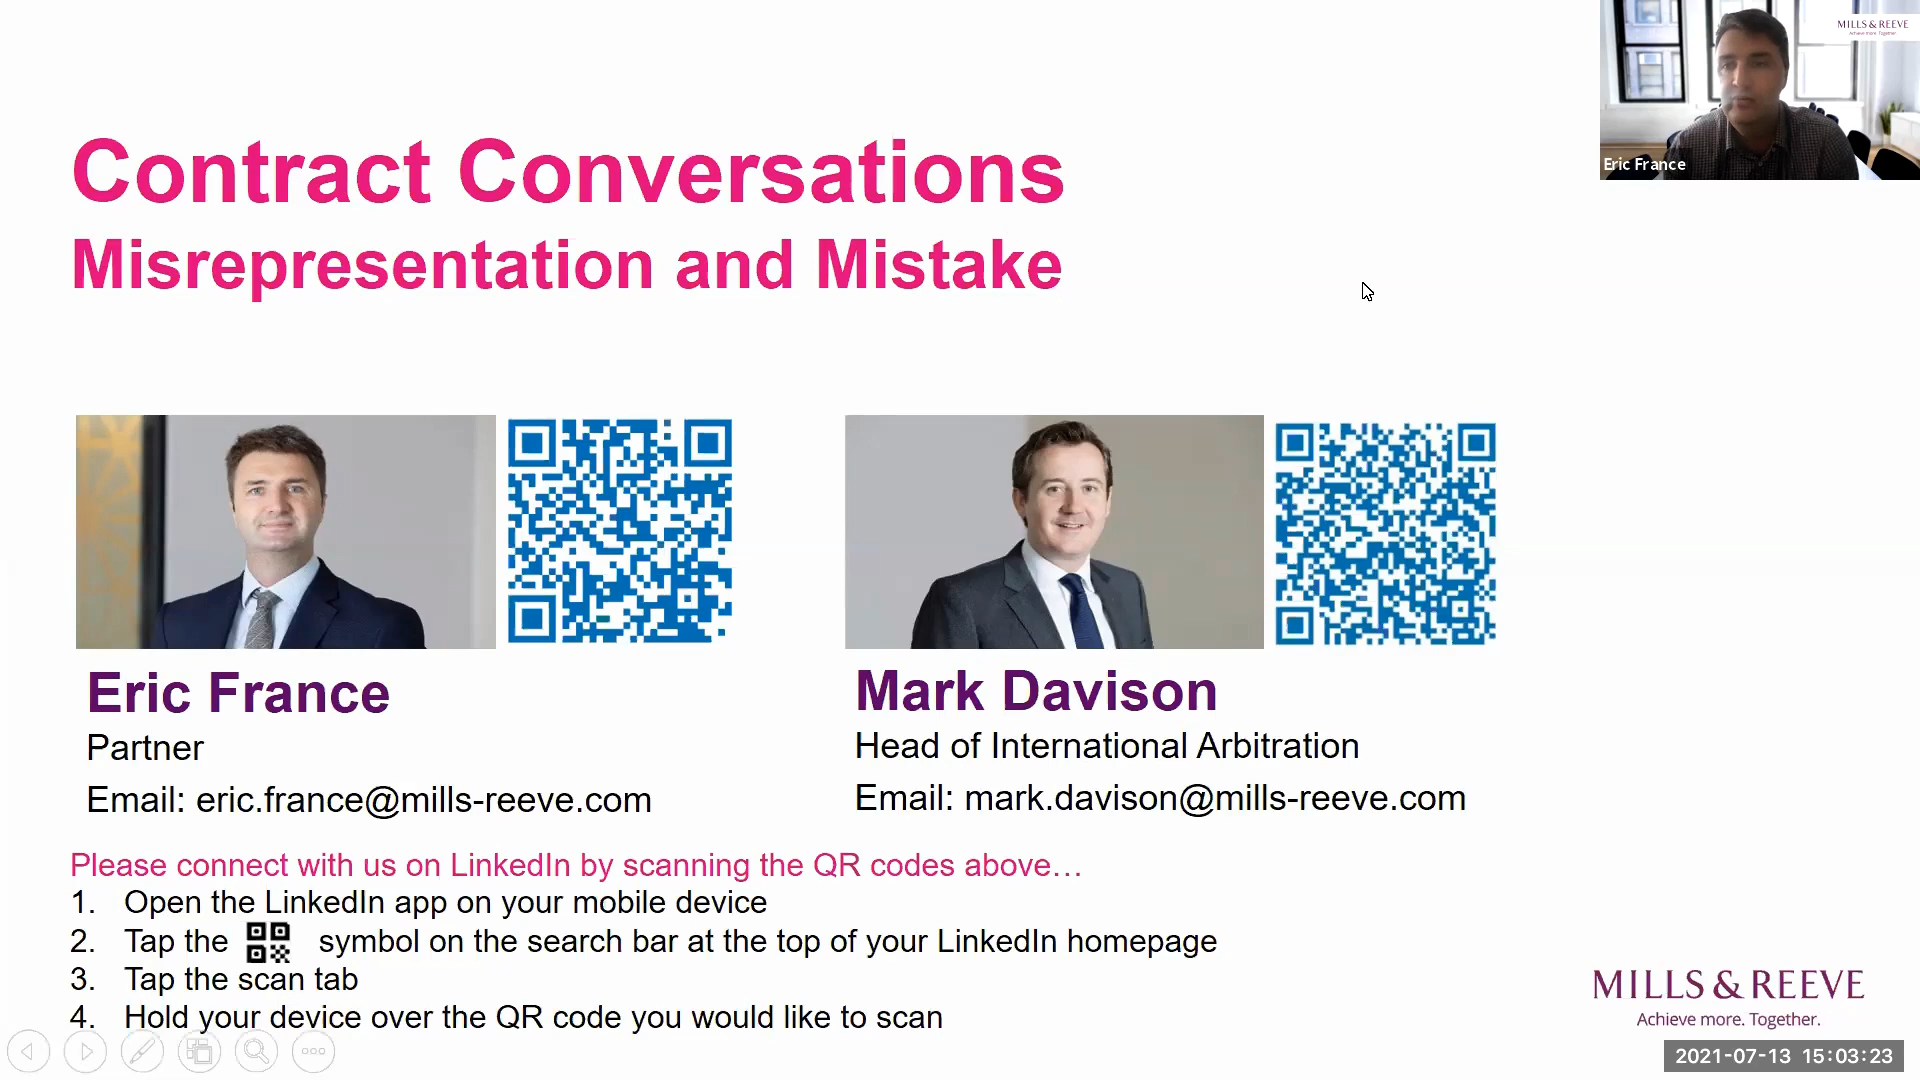 MILLS & REEVE
Achieve more. Together.
Eric France
Contract Conversations
Misrepresentation and Mistake
Eric France
Partner
Email: eric.france@mills-reeve.com
Mark Davison
Head of International Arbitration
Email: mark.davison@mills-reeve.com
Please connect with us on LinkedIn by scanning the QR codes above…
1. Open the LinkedIn app on your mobile device
2. Tap the symbol on the search bar at the top of your LinkedIn homepage
3. Tap the scan tab
4. Hold your device over the QR code you would like to scan
MILLS & REEVE
Achieve more. Together.
2021-07-13 15:03:23